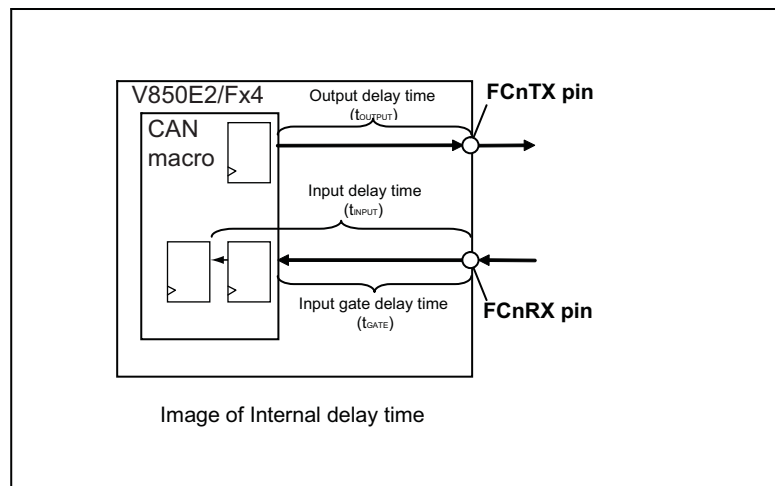 V850E2/Fx4
CAN
macro
Output delay time
(tOUTPUT)
FCnTX pin
Input delay time
(tINPUT)
Input gate delay time
(tGATE)
FCnRX pin
Image of Internal delay time